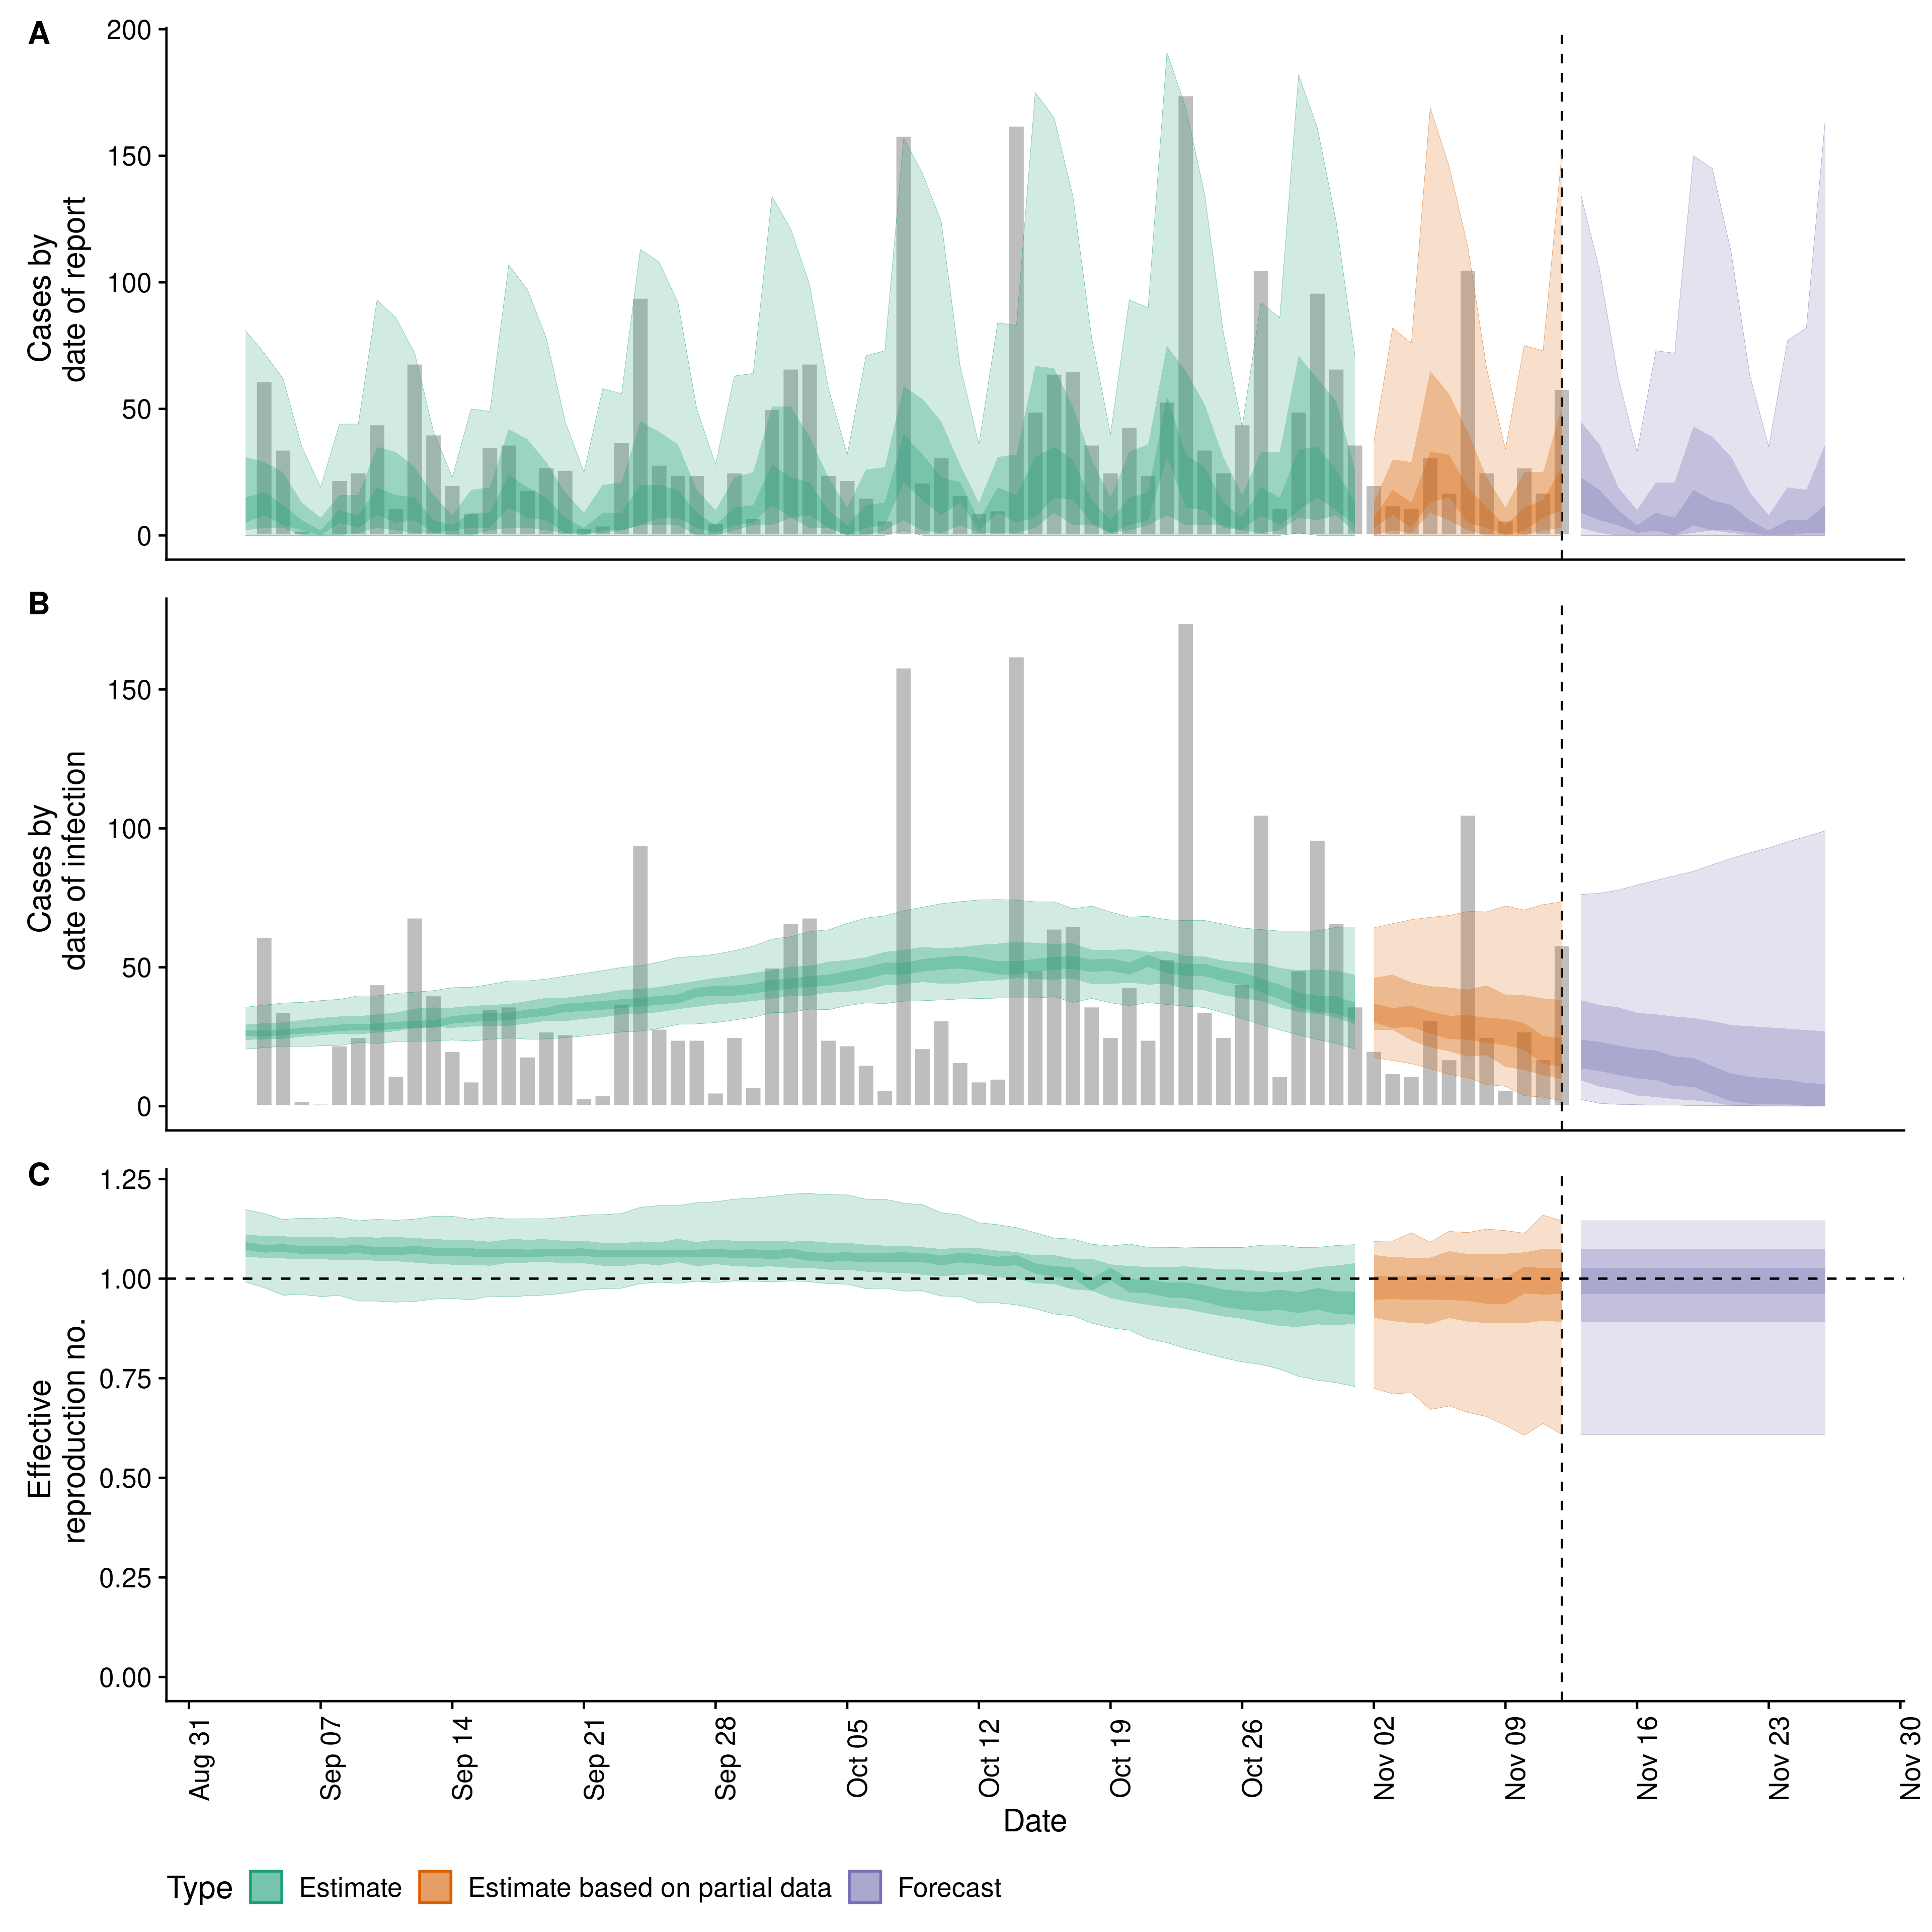 A
Cases by
date of report
200
150
100
50
0
B
Cases by
date of infection
150
100
50
0
C
Effective
reproduction no.
1.25
1.00
0.75
0.50
0.25
0.00
Aug 31
Sep 07
Sep 14
Sep 21
Sep 28
Oct 05
Oct 12
Oct 19
Oct 26
Nov 02
Nov 09
Nov 16
Nov 23
Nov 30
Date
Type Estimate Estimate based on partial data Forecast